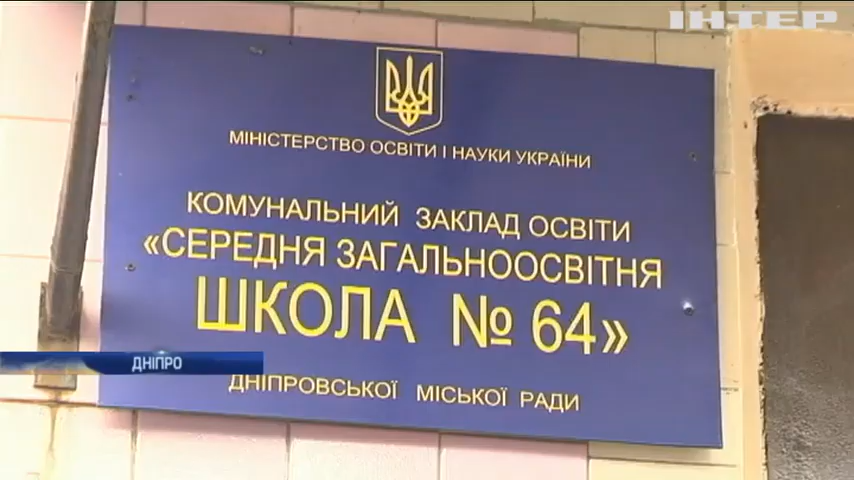 ІНТЕР
МІНІСТЕРСТВО ОСВІТИ І НАУКИ УКРАЇНИ
КОМУНАЛЬНИЙ ЗАКЛАД ОСВІТИ
«СЕРЕДНЯ ЗАГАЛЬНООСВІТНЯ
ШКОЛА № 64»
ДНІПРО
ДНІПРОВСЬКОЇ МІСЬКОЇ РАДИ